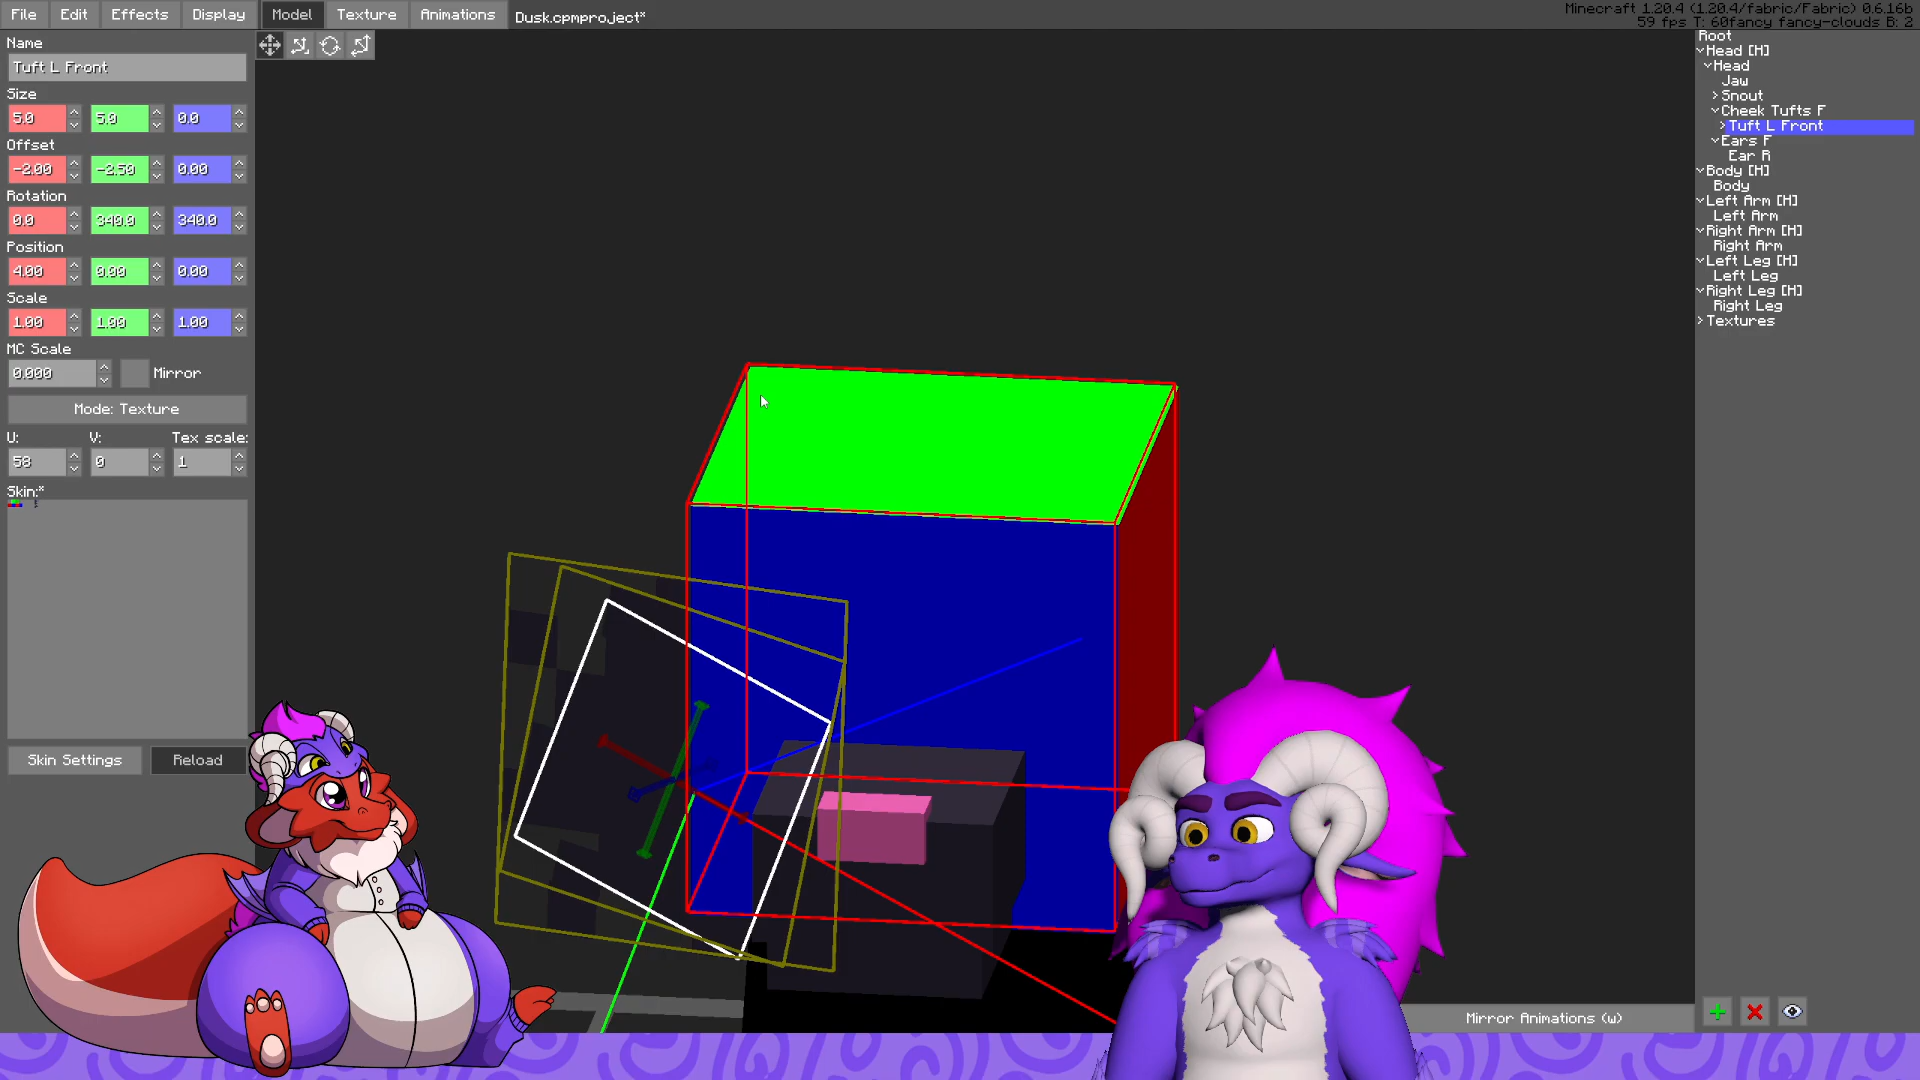 File Edit Effects Display Model Texture Animations Dusk.cpmproject*
Minecraft 1.20.4 (1.20.4/fabric/Fabric) 0.6.16b
59 fps T: 60fancy fancy-clouds B: 2
Name
Tuft L Front
Size
5.0 5.0 0.0
Offset
-2.00 -2.50 0.00
Rotation
0.0 349.0 340.0
Position
4.00 0.00 0.00
Scale
1.00 1.00 1.00
MC Scale
0.000 Mirror
Mode: Texture
U: V: Tex scale:
58 0 1
Skin:*
Skin Settings Reload
Root
Head [H]
Head
Jaw
Snout
Cheek Tufts F
Tuft L Front
Ears F
Ear R
Body [H]
Body
Left Arm [H]
Left Arm
Right Arm [H]
Right Arm
Left Leg [H]
Left Leg
Right Leg [H]
Right Leg
Textures
Mirror Animations (w)